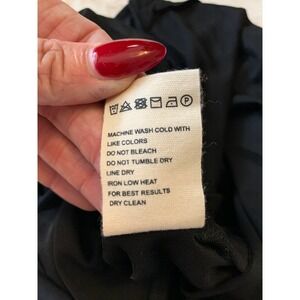 MACHINE WASH COLD WITH
LIKE COLORS
DO NOT BLEACH
DO NOT TUMBLE DRY
LINE DRY
IRON LOW HEAT
FOR BEST RESULTS
DRY CLEAN